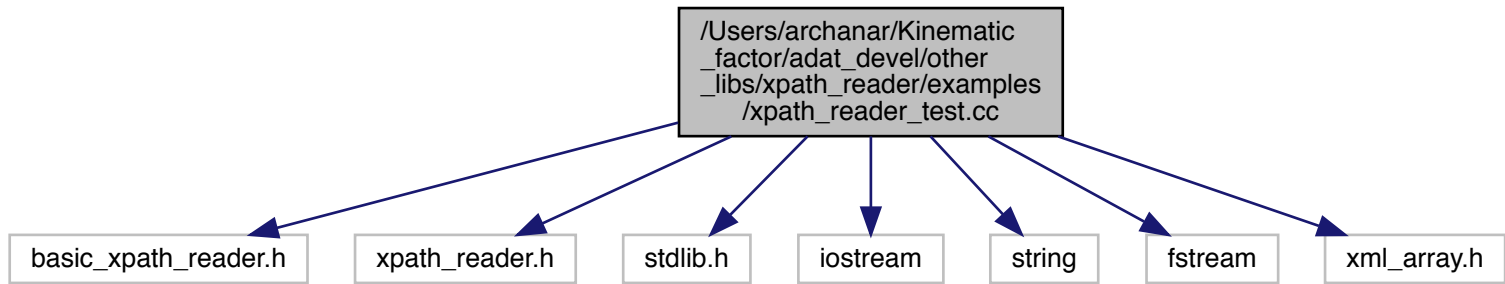 /Users/archanar/Kinematic
_factor/adat_devel/other
_libs/xpath_reader/examples
/xpath_reader_test.cc
basic_xpath_reader.h
xpath_reader.h
stdlib.h
iostream
string
fstream
xml_array.h